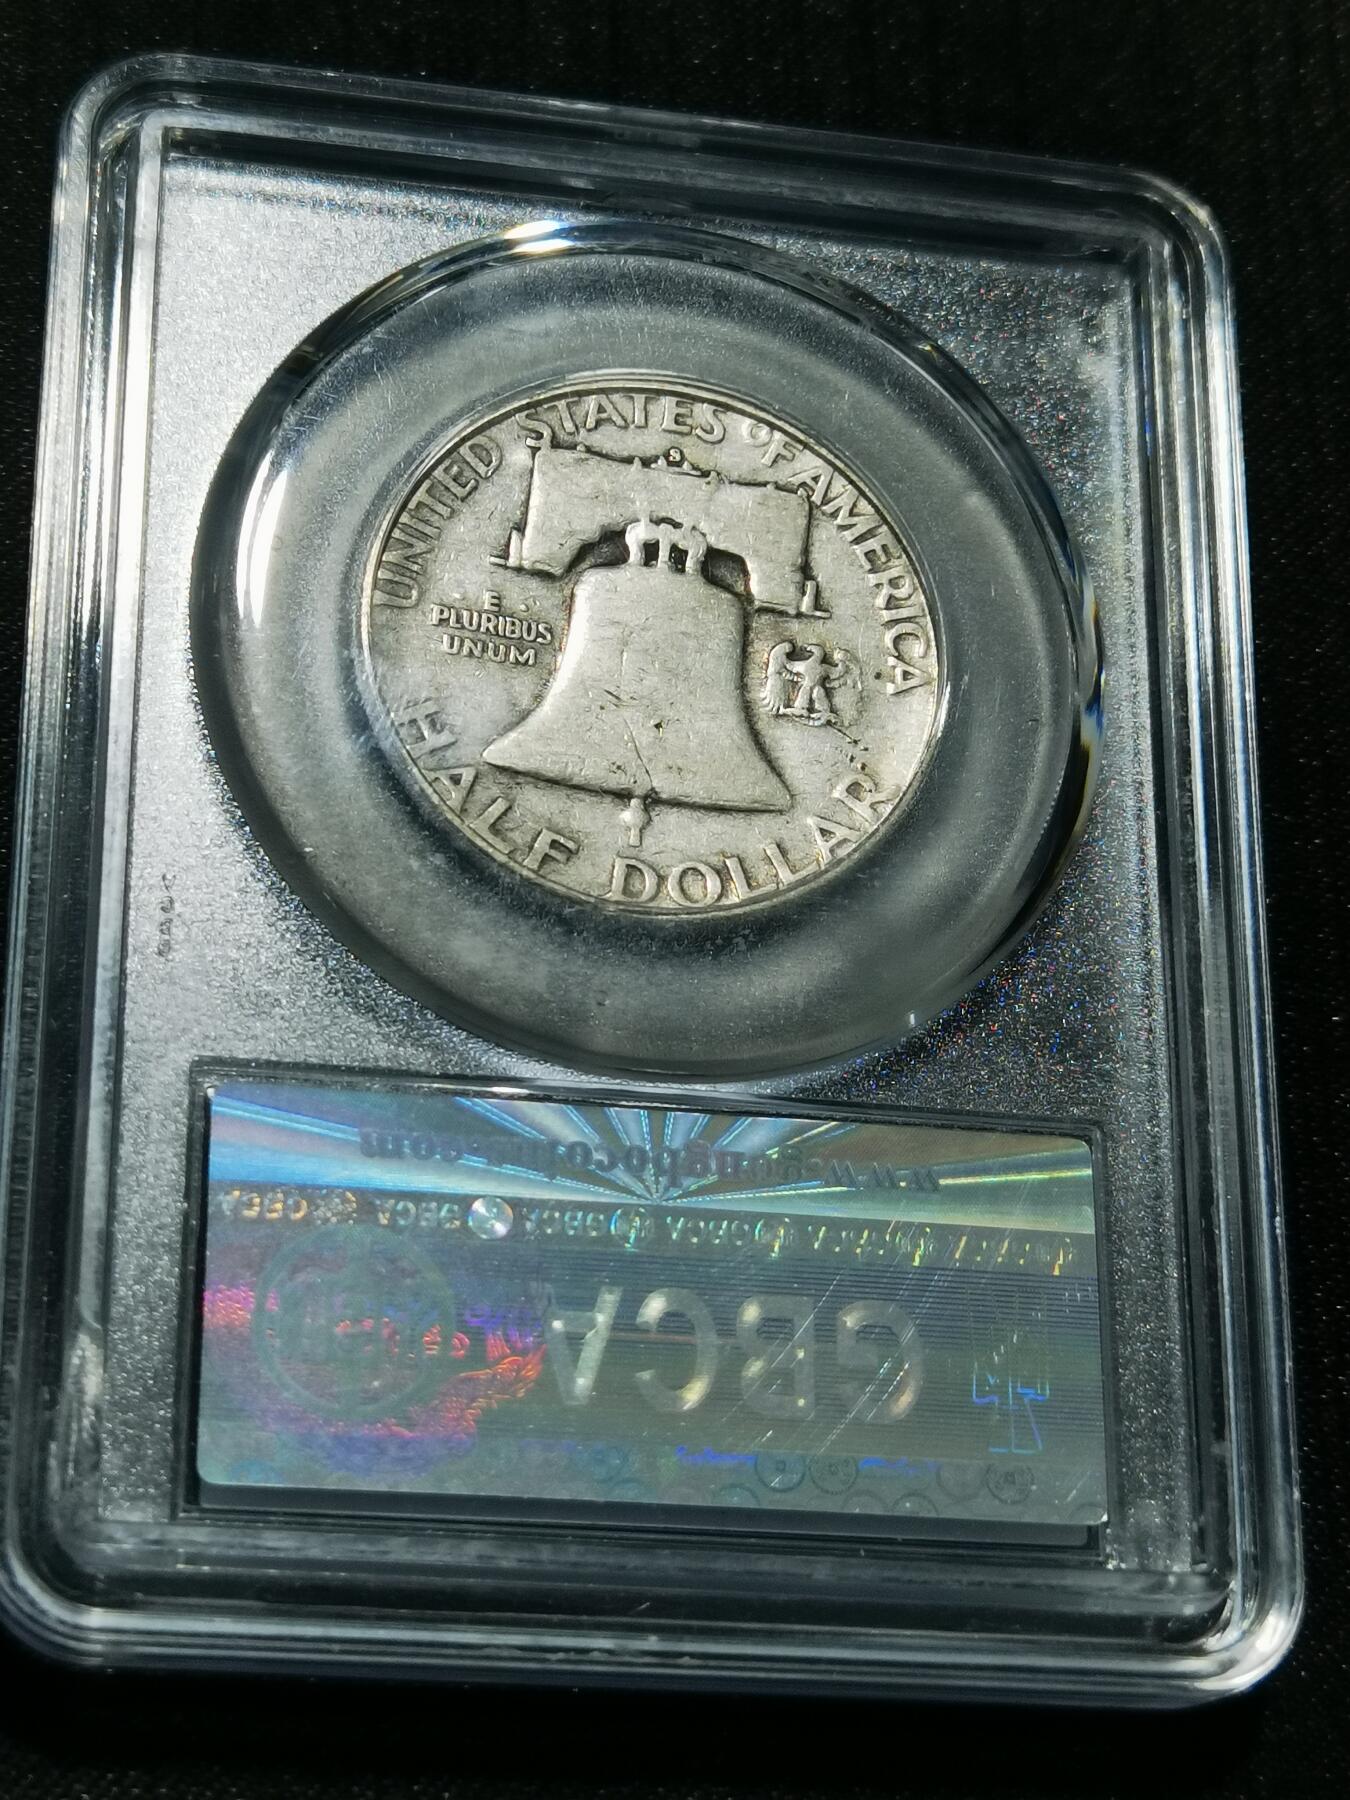 UNITED STATES OF AMERICA
S
E
PLURIBUS
UNUM
HALF DOLLAR
GBCA